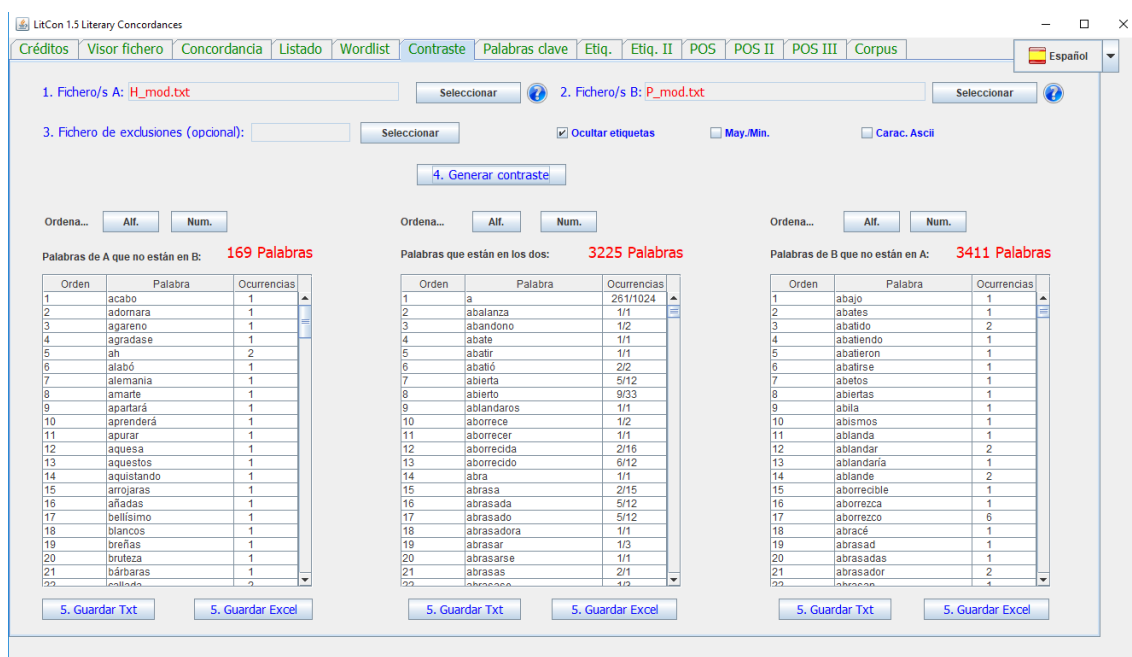 LitCon 1.5 Literary Concordances
Créditos Visor fichero Concordancia Listado Wordlist Contraste Palabras clave Etiq. Etiq. II POS POS II POS III Corpus
Español
1. Fichero/s A: H_mod.txt Seleccionar ? 2. Fichero/s B: P_mod.txt Seleccionar ?
3. Fichero de exclusiones (opcional): Seleccionar Ocultar etiquetas May./Min. Carac. Ascii
4. Generar contraste
Ordena... Alf. Num. Ordena... Alf. Num. Ordena... Alf. Num.
Palabras de A que no están en B: 169 Palabras Palabras que están en los dos: 3225 Palabras Palabras de B que no están en A: 3411 Palabras
Orden Palabra Ocurrencias Orden Palabra Ocurrencias Orden Palabra Ocurrencias
1 acabo 1 1 a 261/1024 1 abajo 1
2 adornara 1 2 abalanza 1/1 2 abates 1
3 agareno 1 3 abandono 1/2 3 abatido 2
4 agradase 1 4 abate 1/1 4 abatiendo 1
5 ah 2 5 abatir 1/1 5 abatieron 1
6 alabó 1 6 abatió 2/2 6 abatirse 1
7 alemania 1 7 abierta 5/12 7 abetos 1
8 amarte 1 8 abierto 9/33 8 abiertas 1
9 apartará 1 9 ablandaros 1/1 9 abila 1
10 aprenderá 1 10 aborrece 1/2 10 abismos 1
11 apurar 1 11 aborrecer 1/1 11 ablanda 1
12 aquesa 1 12 aborrecida 2/16 12 ablandar 2
13 aquestos 1 13 aborrecido 6/12 13 ablandaría 1
14 aquistando 1 14 abra 1/1 14 ablande 2
15 arrojaras 1 15 abrasa 2/15 15 aborrecible 1
16 añadas 1 16 abrasada 5/12 16 aborrezca 1
17 bellísimo 1 17 abrasado 5/12 17 aborrezco 6
18 blancos 1 18 abrasadora 1/1 18 abracé 1
19 breñas 1 19 abrasar 1/3 19 abrasad 1
20 bruteza 1 20 abrasarse 1/1 20 abrasadas 1
21 bárbaras 1 21 abrasas 2/1 21 abrasador 2
22 callada 2 22 abrasase 1/3 22 abrasan 1
5. Guardar Txt 5. Guardar Excel 5. Guardar Txt 5. Guardar Excel 5. Guardar Txt 5. Guardar Excel